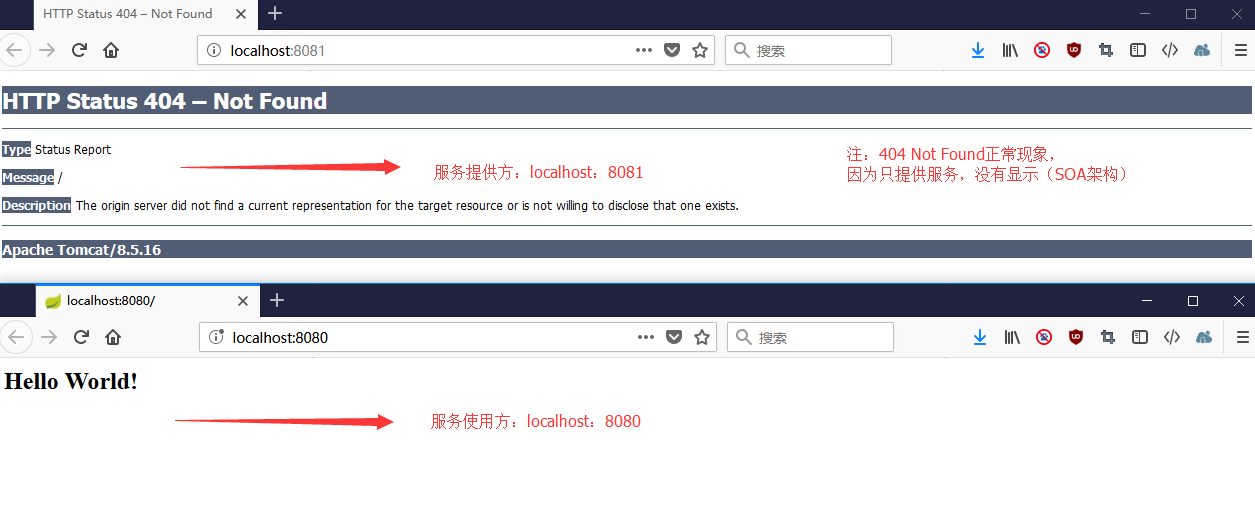 HTTP Status 404 – Not Found
localhost:8081
搜索
HTTP Status 404 – Not Found
Type Status Report
Message /
Description The origin server did not find a current representation for the target resource or is not willing to disclose that one exists.
服务提供方：localhost：8081
注：404 Not Found正常现象，
因为只提供服务，没有显示（SOA架构）
Apache Tomcat/8.5.16
localhost:8080/
localhost:8080
搜索
Hello World!
服务使用方：localhost：8080